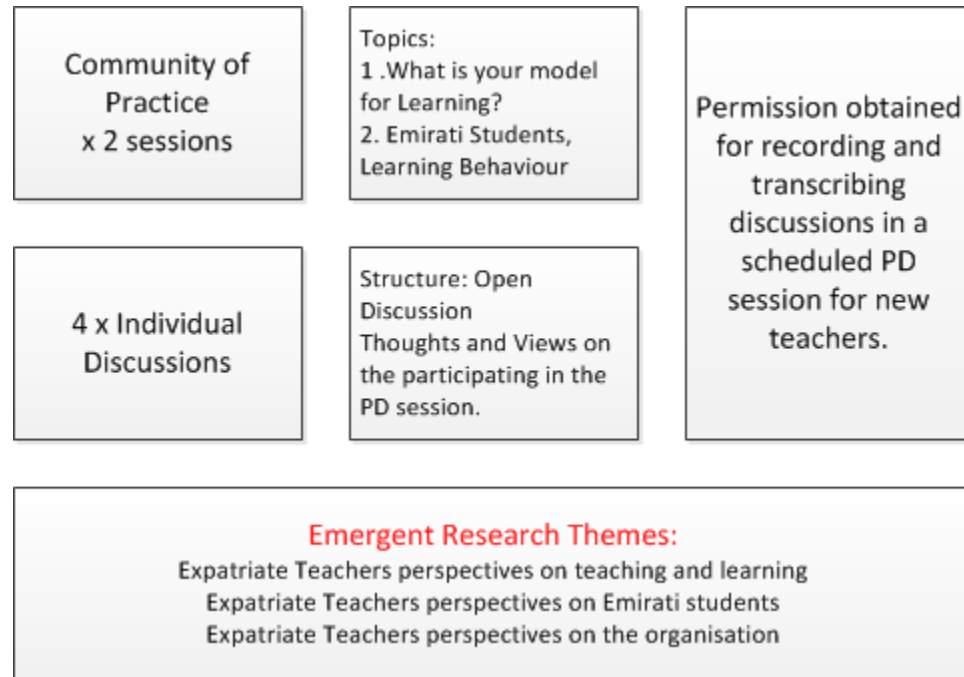 Community of
Practice
x 2 sessions
Topics:
1 .What is your model
for Learning?
2. Emirati Students,
Learning Behaviour
Permission obtained
for recording and
transcribing
discussions in a
scheduled PD
session for new
teachers.
4 x Individual
Discussions
Structure: Open
Discussion
Thoughts and Views on
the participating in the
PD session.
Emergent Research Themes:
Expatriate Teachers perspectives on teaching and learning
Expatriate Teachers perspectives on Emirati students
Expatriate Teachers perspectives on the organisation